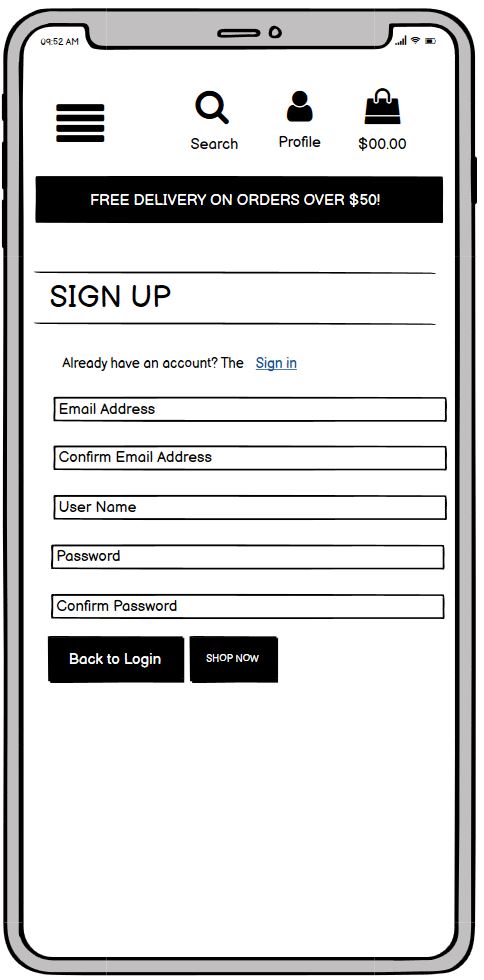 09:52 AM
Search Profile $00.00
FREE DELIVERY ON ORDERS OVER $50!
SIGN UP
Already have an account? The Sign in
Email Address
Confirm Email Address
User Name
Password
Confirm Password
Back to Login SHOP NOW